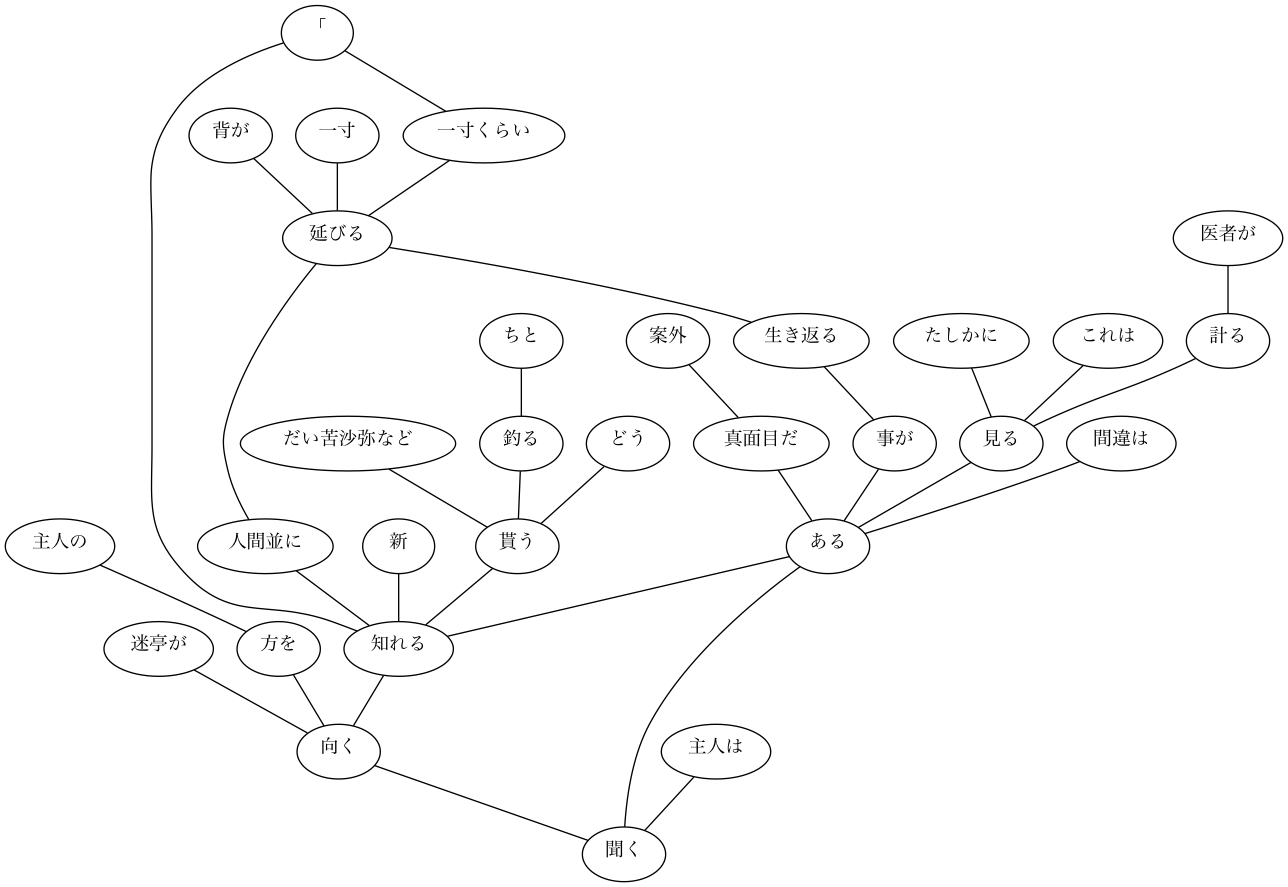 「
背が
一寸
一寸くらい
延びる
医者が
ちと
案外
生き返る
たしかに
これは
計る
だい苦沙弥など
釣る
どう
真面目だ
事が
見る
間違は
主人の
人間並に
新
貰う
ある
迷亭が
方を
知れる
向く
主人は
聞く